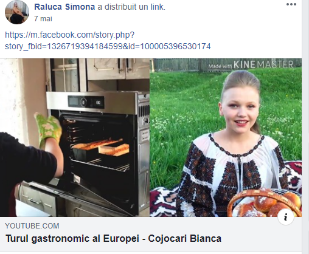 Raluca Simona a distribuit un link.
7 mai
https://m.facebook.com/story.php?
story_fbid=1326719394184599&id=100005396530174
Made with KINEMASTER
YOUTUBE.COM
Turul gastronomic al Europei - Cojocari Bianca